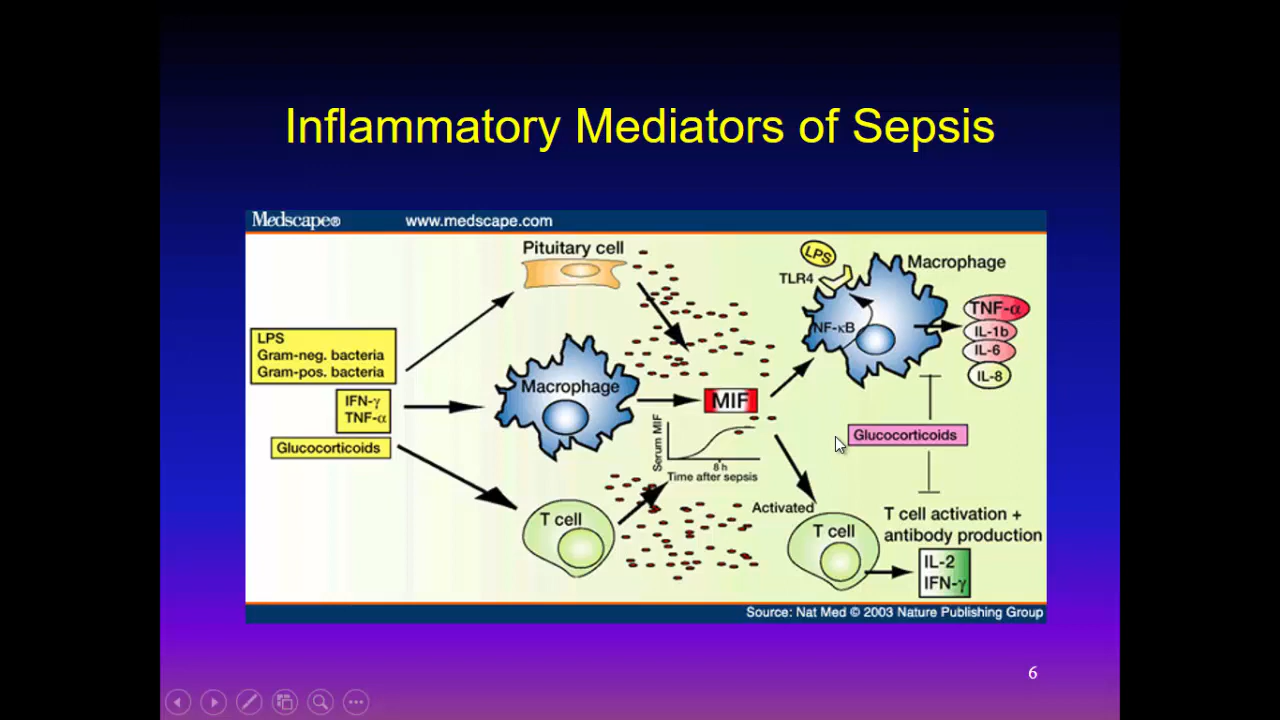 Inflammatory Mediators of Sepsis
Medscape® www.medscape.com
Pituitary cell
LPS
TLR4
Macrophage
NF-κB
TNF-α
IL-1b
IL-6
IL-8
LPS
Gram-neg. bacteria
Gram-pos. bacteria
IFN-γ
TNF-α
Glucocorticoids
Macrophage
MIF
Serum MIF
8 h
Time after sepsis
Glucocorticoids
T cell
Activated
T cell
T cell activation +
antibody production
IL-2
IFN-γ
Source: Nat Med © 2003 Nature Publishing Group
6